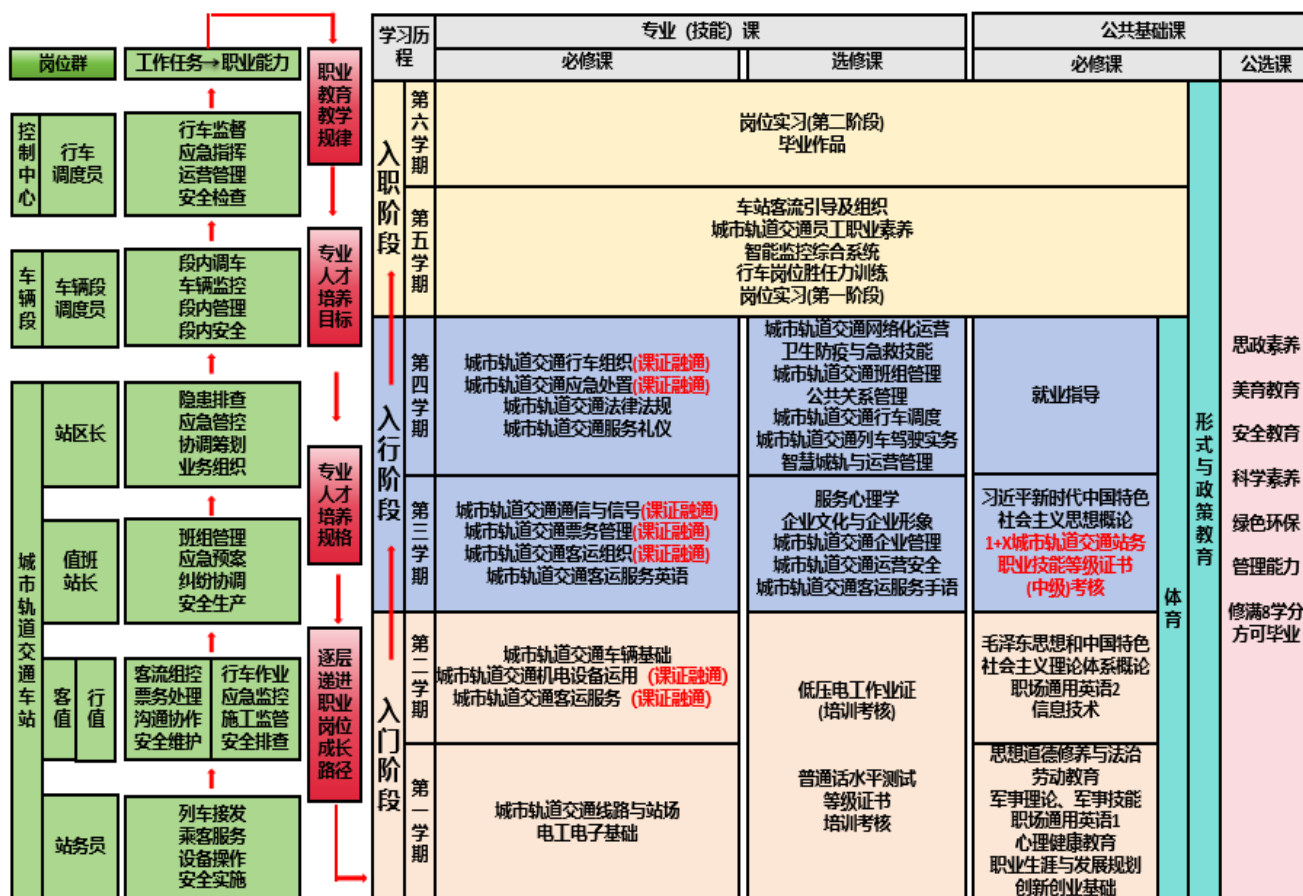 岗位群
工作任务→职业能力
控制中心
行车
调度员
行车监督
应急指挥
运营管理
安全检查
车辆段
车辆段
调度员
段内调车
车辆监控
段内管理
段内安全
城市轨道交通车站
站区长
隐患排查
应急管控
协调筹划
业务组织
值班
站长
班组管理
应急预案
纠纷协调
安全生产
客值
行值
客流组控
票务处理
沟通协作
安全维护
行车作业
应急监控
施工监管
安全排查
站务员
列车接发
乘客服务
设备操作
安全实施
职业
教育
教学
规律
专业
人才
培养
目标
专业
人才
培养
规格
逐层
递进
职业
岗位
成长
路径
学习历
程
专业（技能）课
公共基础课
必修课
选修课
必修课
公选课
入职阶段
第六学期
岗位实习(第二阶段)
毕业作品
第五学期
车站客流引导及组织
城市轨道交通员工职业素养
智能监控综合系统
行车岗位胜任力训练
岗位实习(第一阶段)
入行阶段
第四学期
城市轨道交通行车组织(课证融通)
城市轨道交通应急处置(课证融通)
城市轨道交通法律法规
城市轨道交通服务礼仪
城市轨道交通网络化运营
卫生防疫与急救技能
城市轨道交通班组管理
公共关系管理
城市轨道交通行车调度
城市轨道交通列车驾驶实务
智慧城轨与运营管理
就业指导
第三学期
城市轨道交通通信与信号(课证融通)
城市轨道交通票务管理(课证融通)
城市轨道交通客运组织(课证融通)
城市轨道交通客运服务英语
服务心理学
企业文化与企业形象
城市轨道交通企业管理
城市轨道交通运营安全
城市轨道交通客运服务手语
习近平新时代中国特色
社会主义思想概论
1+X城市轨道交通站务
职业技能等级证书
(中级)考核
入门阶段
第二学期
城市轨道交通车辆基础
城市轨道交通机电设备运用（课证融通）
城市轨道交通客运服务（课证融通）
低压电工作业证
(培训考核)
毛泽东思想和中国特色
社会主义理论体系概论
职场通用英语2
信息技术
第一学期
城市轨道交通线路与站场
电工电子基础
普通话水平测试
等级证书
培训考核
思想道德修养与法治
劳动教育
军事理论、军事技能
职场通用英语1
心理健康教育
职业生涯与发展规划
创新创业基础
体育
形式与政策教育
思政素养
美育教育
安全教育
科学素养
绿色环保
管理能力
修满8学分
方可毕业